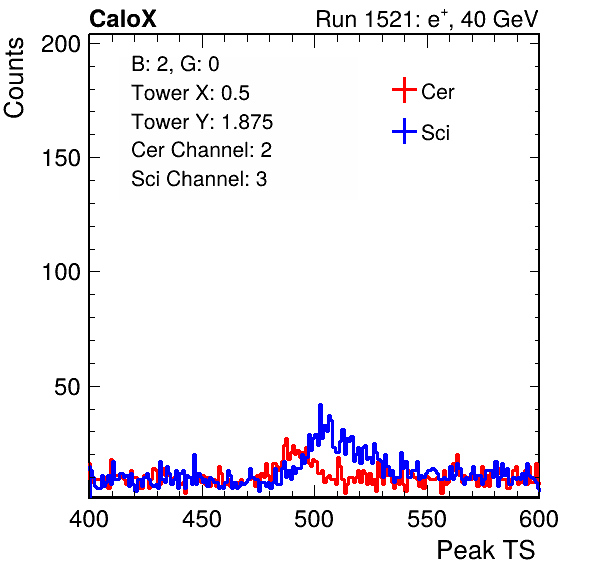 CaloX Run 1521: e+, 40 GeV
Counts
200
150
100
50
B: 2, G: 0
Tower X: 0.5
Tower Y: 1.875
Cer Channel: 2
Sci Channel: 3
Cer
Sci
400 450 500 550 600
Peak TS